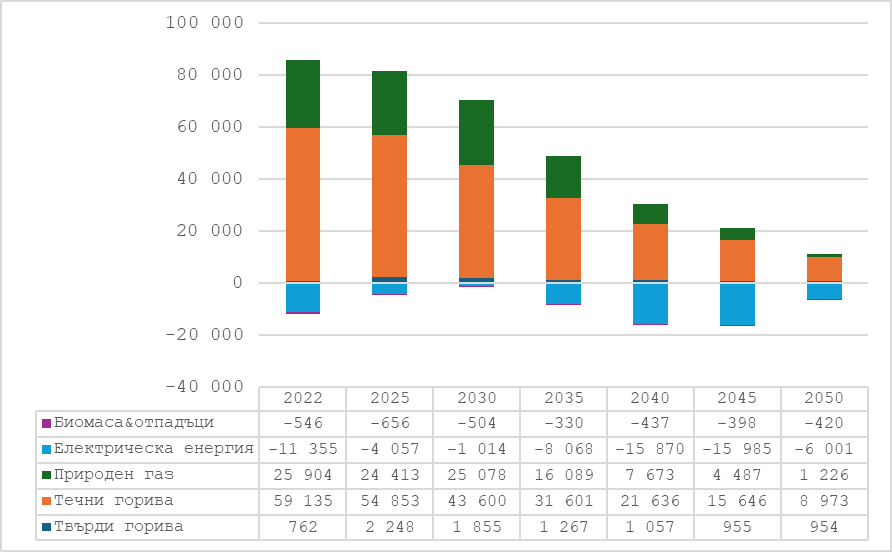 100 000
80 000
60 000
40 000
20 000
0
-20 000
-40 000
2022 2025 2030 2035 2040 2045 2050
Биомаса&отпадъци -546 -656 -504 -330 -437 -398 -420
Електрическа енергия -11 355 -4 057 -1 014 -8 068 -15 870 -15 985 -6 001
Природен газ 25 904 24 413 25 078 16 089 7 673 4 487 1 226
Течни горива 59 135 54 853 43 600 31 601 21 636 15 646 8 973
Твърди горива 762 2 248 1 855 1 267 1 057 955 954